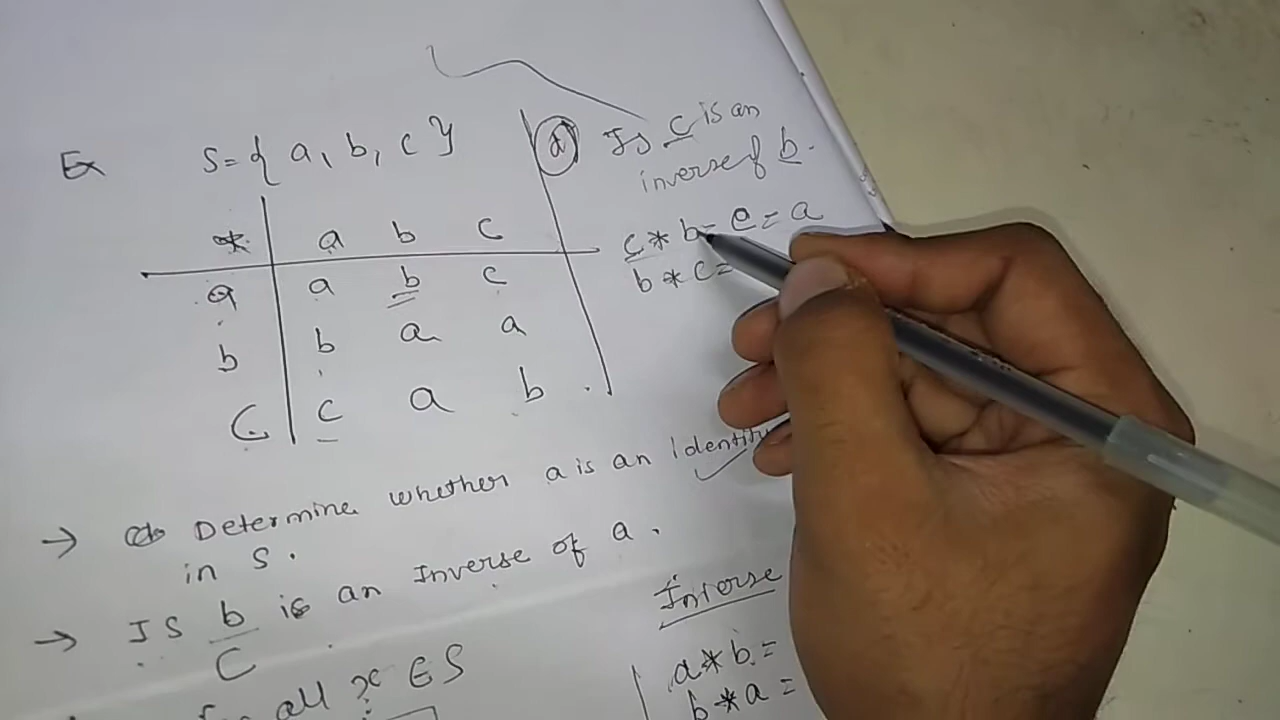 Ex S={ a, b, c }
* a b c
a a b c
b b a a
c c a b .
d Is c is an
inverse of b.
c * b = e = a
b * c =
→ Determine whether a is an Identity
in S.
→ IS b is an Inverse of a.
C
all x ∈ S
Inverse
a * b =
b * a =